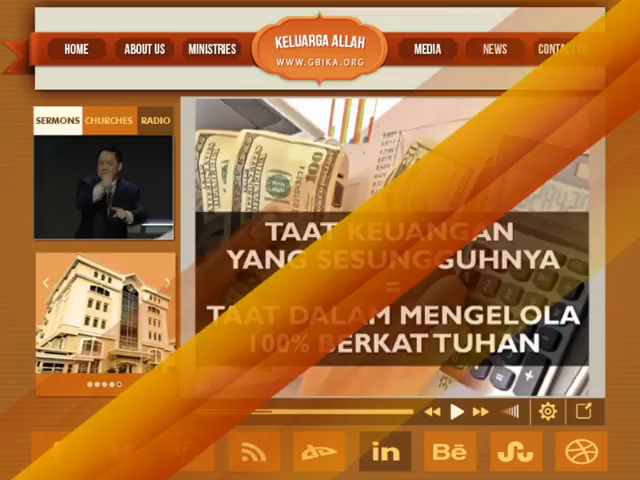 HOME
ABOUT US
MINISTRIES
KELUARGA ALLAH
WWW.GBIKA.ORG
MEDIA
NEWS
CONTACT US
SERMONS
CHURCHES
RADIO
100
TAAT KEUANGAN
YANG SESUNGGUHNYA
=
TAAT DALAM MENGELOLA
100% BERKAT TUHAN
in
Bē